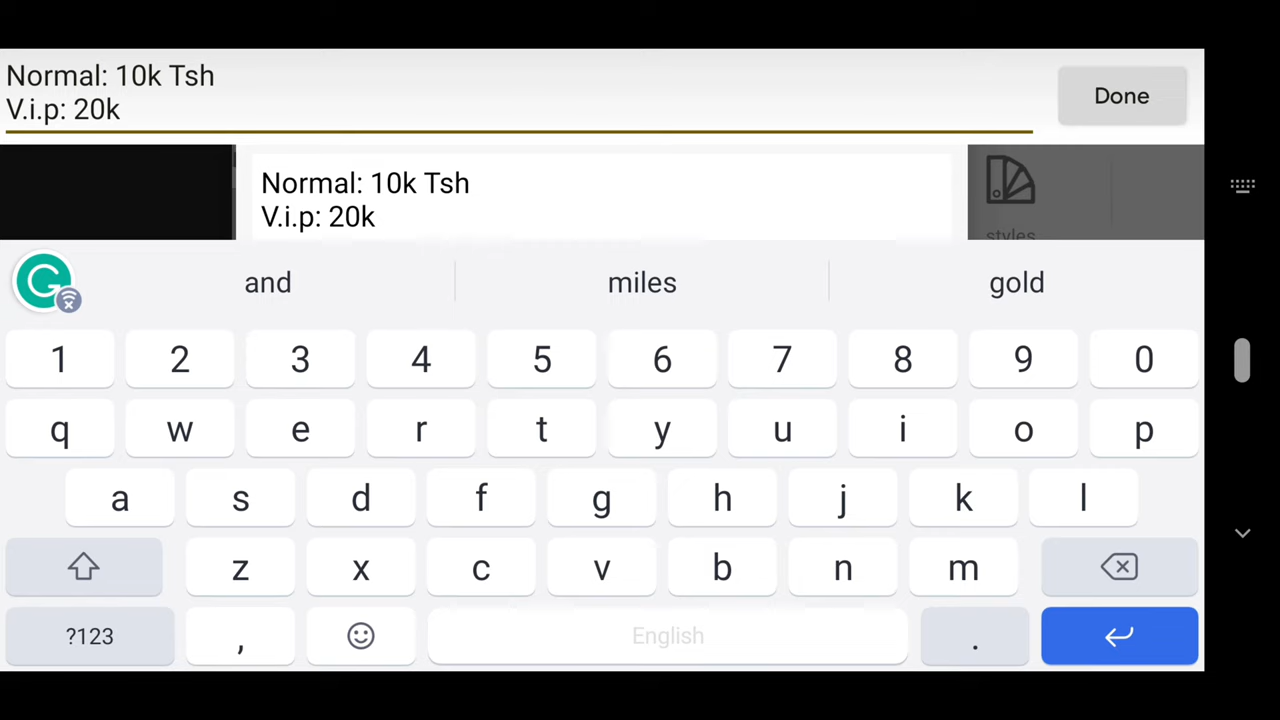 Normal: 10k Tsh
V.i.p: 20k
Done
Normal: 10k Tsh
V.i.p: 20k
styles
and miles gold
1 2 3 4 5 6 7 8 9 0
q w e r t y u i o p
a s d f g h j k l
z x c v b n m
?123 , English .